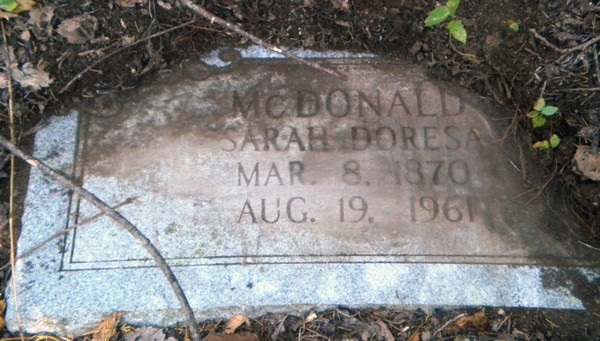 McDONALD
SARAH DORESA
MAR. 8, 1870
AUG. 19, 1961